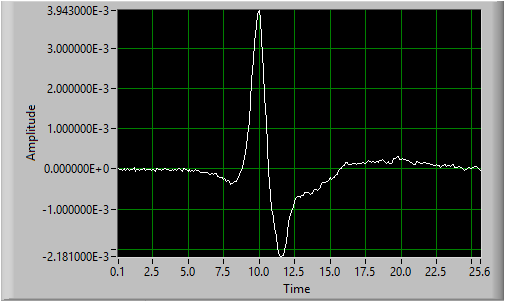 3.943000E-3
3.000000E-3
2.000000E-3
1.000000E-3
0.000000E+0
-1.000000E-3
-2.181000E-3
Amplitude
0.1 2.5 5.0 7.5 10.0 12.5 15.0 17.5 20.0 22.5 25.6
Time